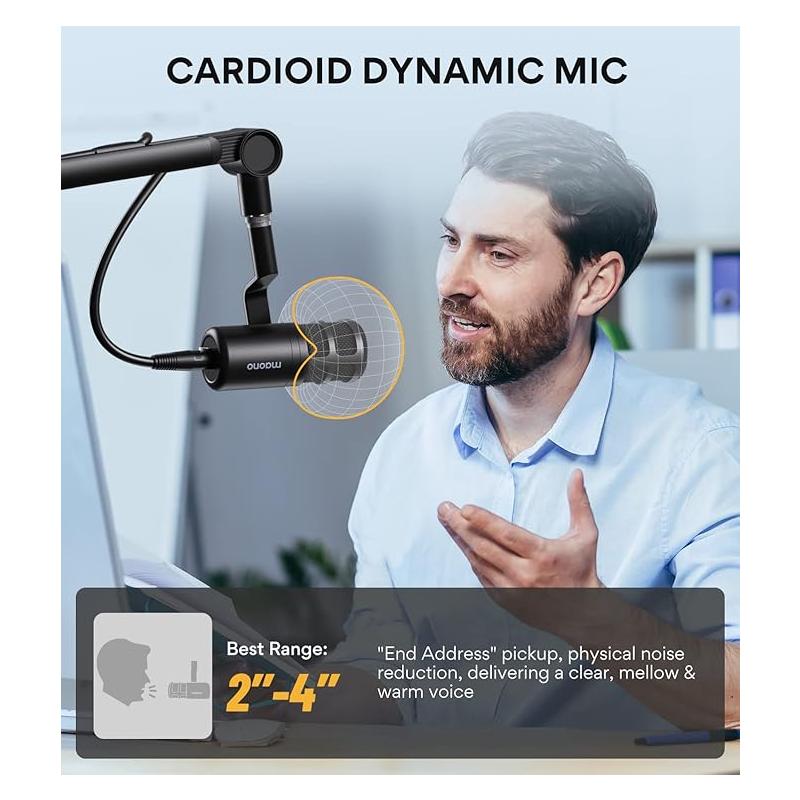 CARDIOID DYNAMIC MIC
maono
Best Range:
2"-4"
"End Address" pickup, physical noise
reduction, delivering a clear, mellow &
warm voice